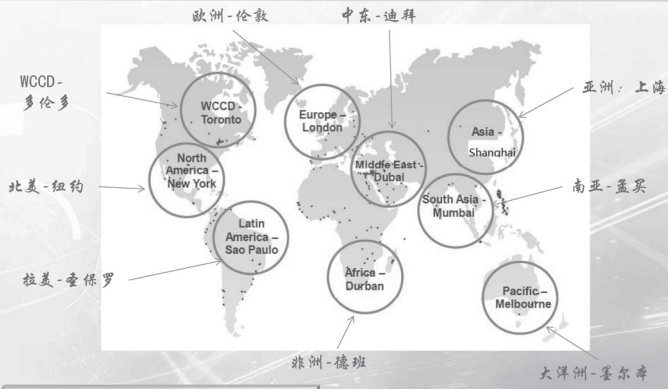 欧洲-伦敦
中东-迪拜
WCCD-
多伦多
亚洲：上海
WCCD -
Toronto
Europe –
London
Asia -
Shanghai
North
America –
New York
Middle East -
Dubai
北美-纽约
South Asia -
Mumbai
南亚-孟买
Latin
America –
Sao Paulo
拉美-圣保罗
Africa –
Durban
Pacific –
Melbourne
非洲-德班
大洋洲-墨尔本